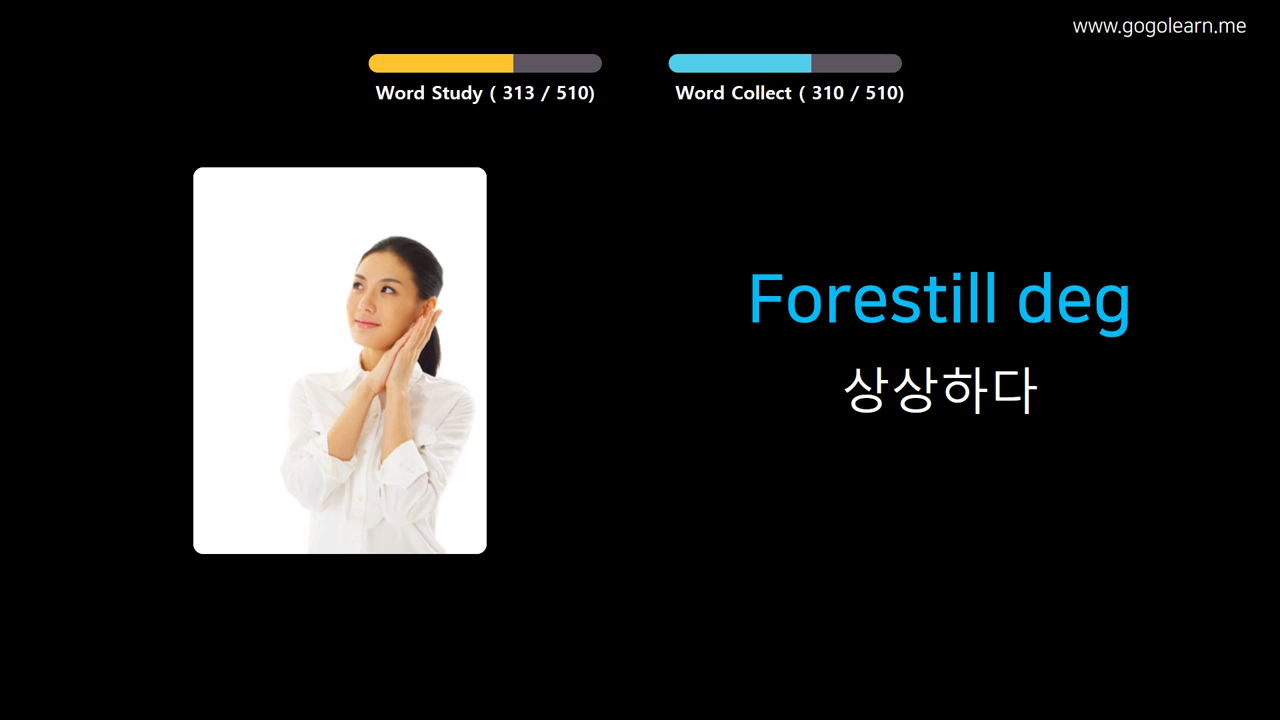 www.gogolearn.me
Word Study ( 313 / 510)
Word Collect ( 310 / 510)
Forestill deg
상상하다